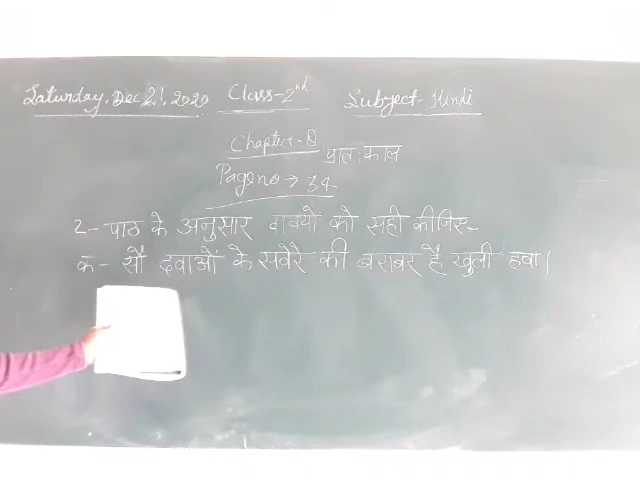 Saturday, Dec 21, 2020 Class-2nd Subject-Hindi
Chapter-8 प्रातःकाल
Page no → 34
2- पाठ के अनुसार वाक्यों को सही कीजिए-
क- सौ दवाओं के सवेरे की बराबर है खुली हवा।